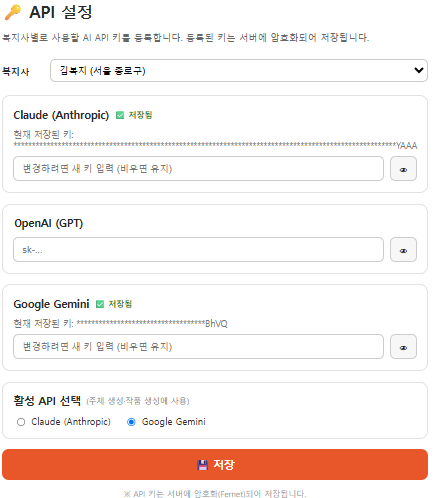 🔑 API 설정
복지사별로 사용할 AI API 키를 등록합니다. 등록된 키는 서버에 암호화되어 저장됩니다.
복지사 김복지 (서울 종로구)
Claude (Anthropic) ✅ 저장됨
현재 저장된 키:
********************************************************************************************************YAAA
변경하려면 새 키 입력 (비우면 유지)
OpenAI (GPT)
sk-...
Google Gemini ✅ 저장됨
현재 저장된 키: ***********************************BhVQ
변경하려면 새 키 입력 (비우면 유지)
활성 API 선택 (주제 생성·작품 생성에 사용)
Claude (Anthropic) Google Gemini
💾 저장
※ API 키는 서버에 암호화(Fernet)되어 저장됩니다.